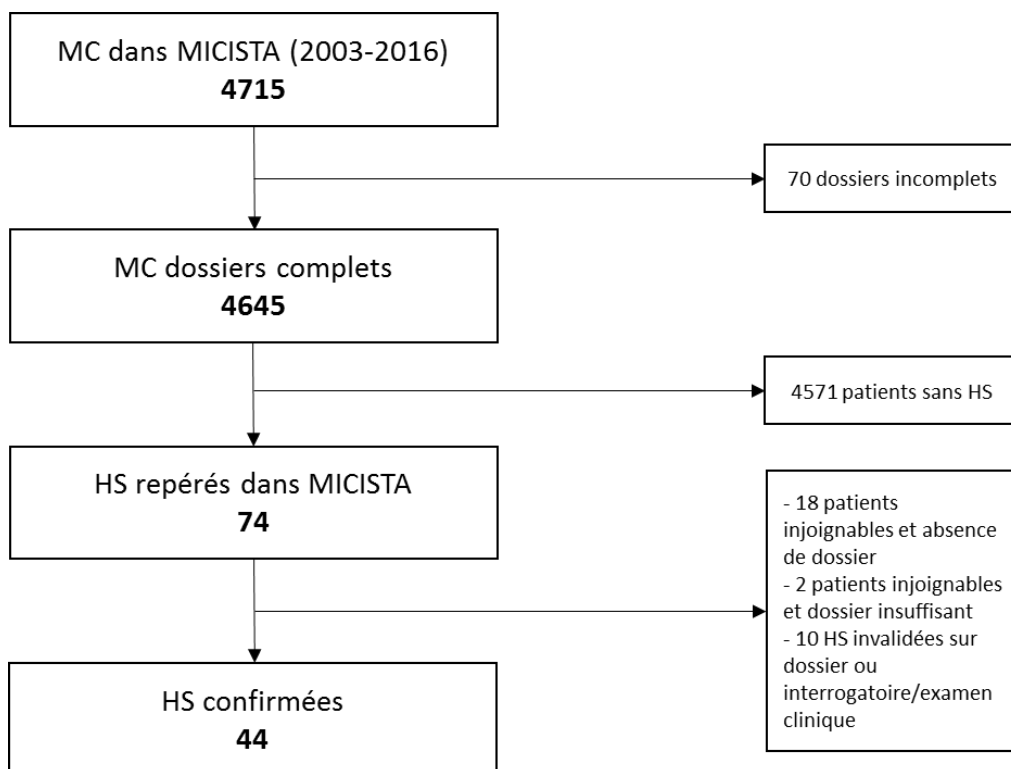 MC dans MICISTA (2003-2016)
4715
70 dossiers incomplets
MC dossiers complets
4645
4571 patients sans HS
HS repérés dans MICISTA
74
- 18 patients
injoignables et absence
de dossier
- 2 patients injoignables
et dossier insuffisant
- 10 HS invalidées sur
dossier ou
interrogatoire/examen
clinique
HS confirmées
44